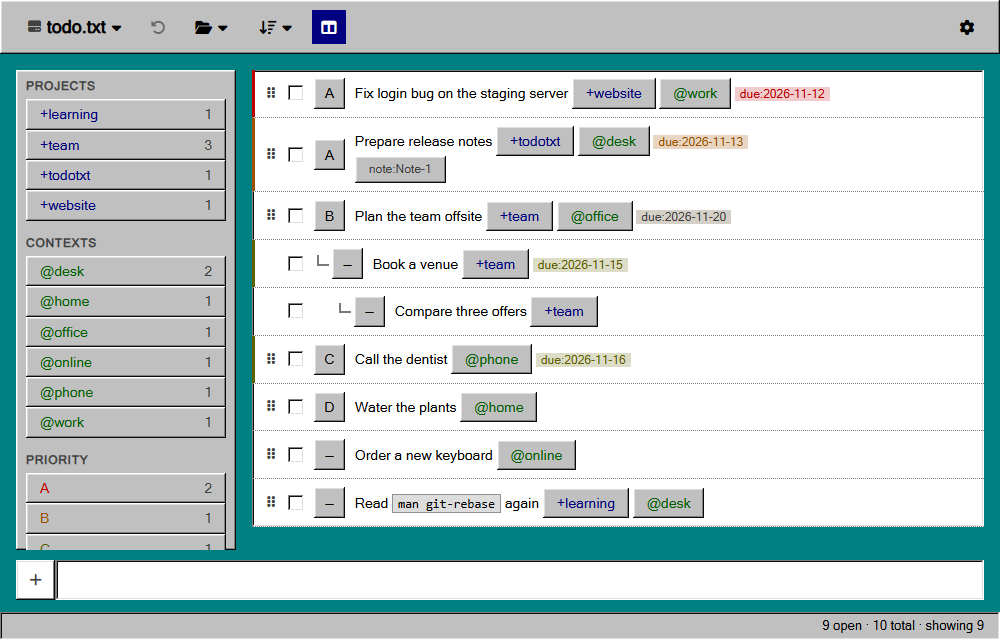 todo.txt
PROJECTS
+learning 1
+team 3
+todotxt 1
+website 1
CONTEXTS
@desk 2
@home 1
@office 1
@online 1
@phone 1
@work 1
PRIORITY
A 2
B 1
C 1
A Fix login bug on the staging server +website @work due:2026-11-12
A Prepare release notes +todotxt @desk due:2026-11-13
note:Note-1
B Plan the team offsite +team @office due:2026-11-20
– Book a venue +team due:2026-11-15
– Compare three offers +team
C Call the dentist @phone due:2026-11-16
D Water the plants @home
– Order a new keyboard @online
– Read man git-rebase again +learning @desk
+
9 open · 10 total · showing 9